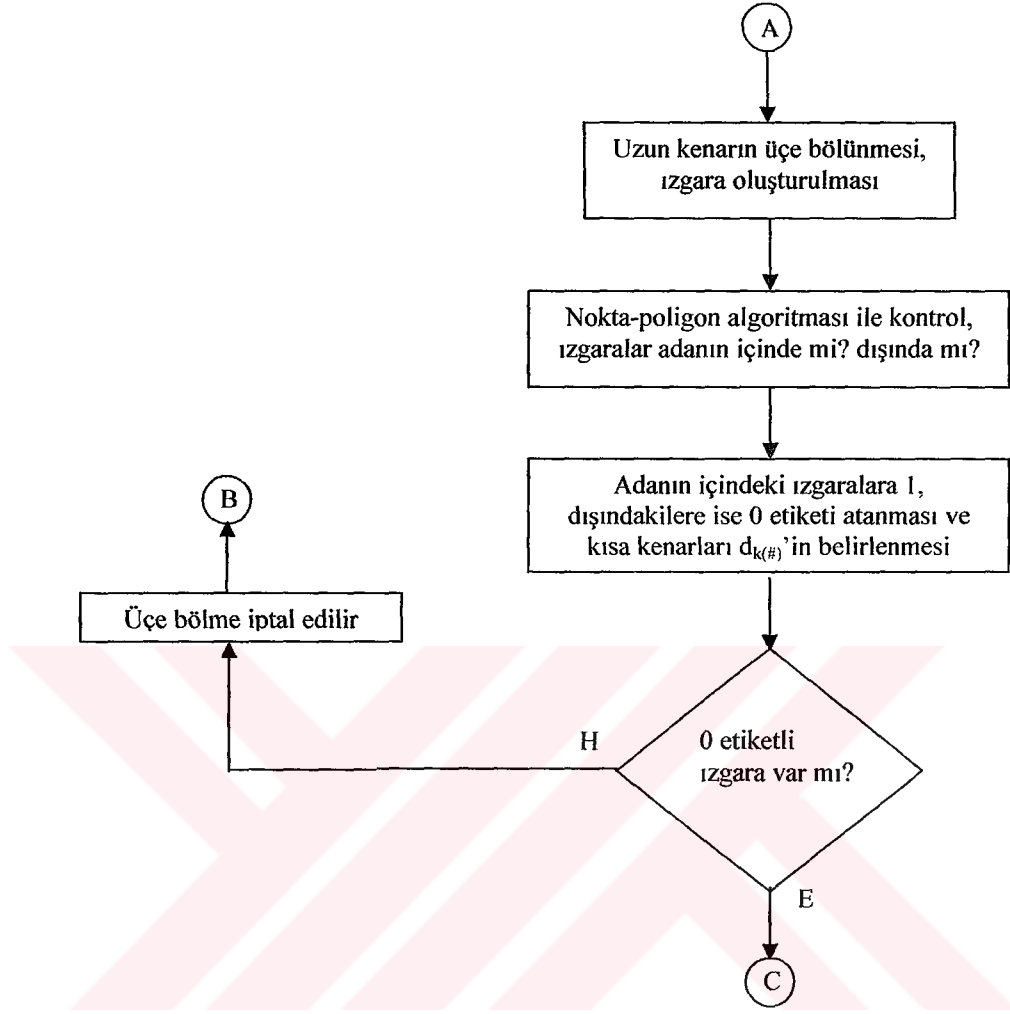 A
Uzun kenarın üçe bölünmesi,
ızgara oluşturulması
Nokta-poligon algoritması ile kontrol,
ızgaralar adanın içinde mi? dışında mı?
Adanın içindeki ızgaralara 1,
dışındakilere ise 0 etiketi atanması ve
kısa kenarları dk(#)’in belirlenmesi
B
Üçe bölme iptal edilir
H
0 etiketli
ızgara var mı?
E
C